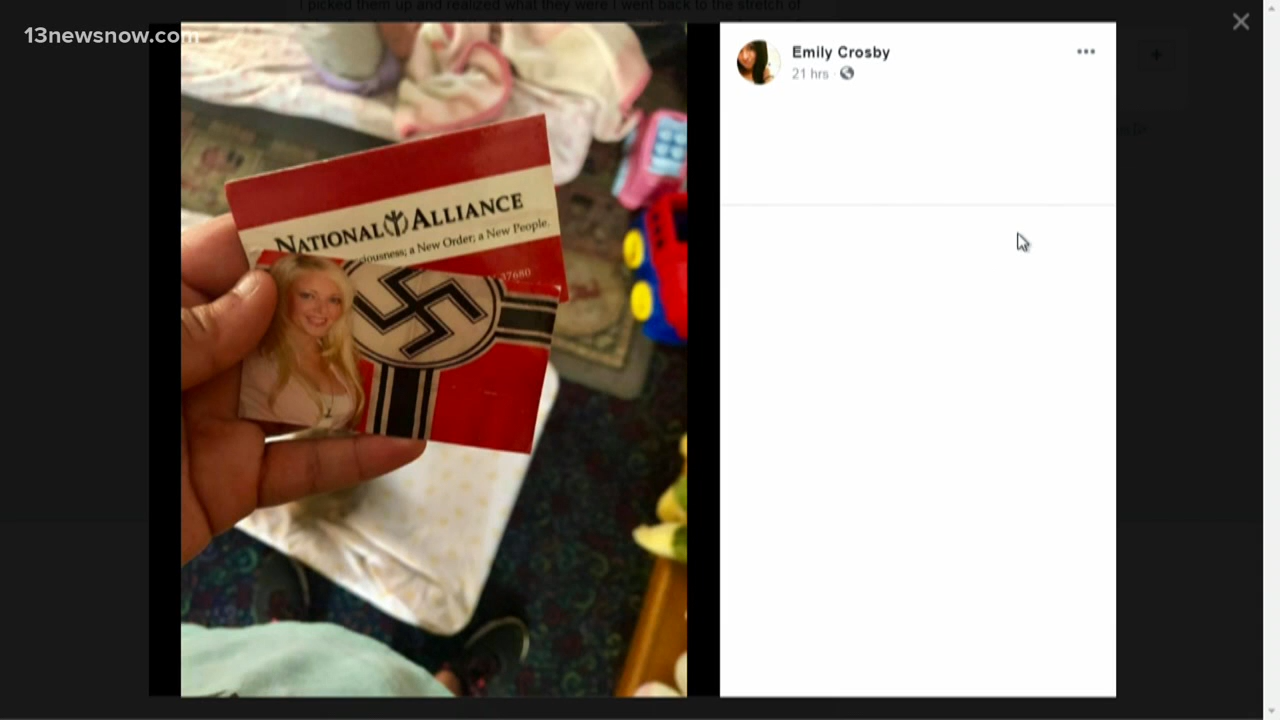 I picked them up and realized what they were I went back to the stretch of
13newsnow.com
Emily Crosby
21 hrs
NATIONAL ALLIANCE
a New Order; a New People.
37680